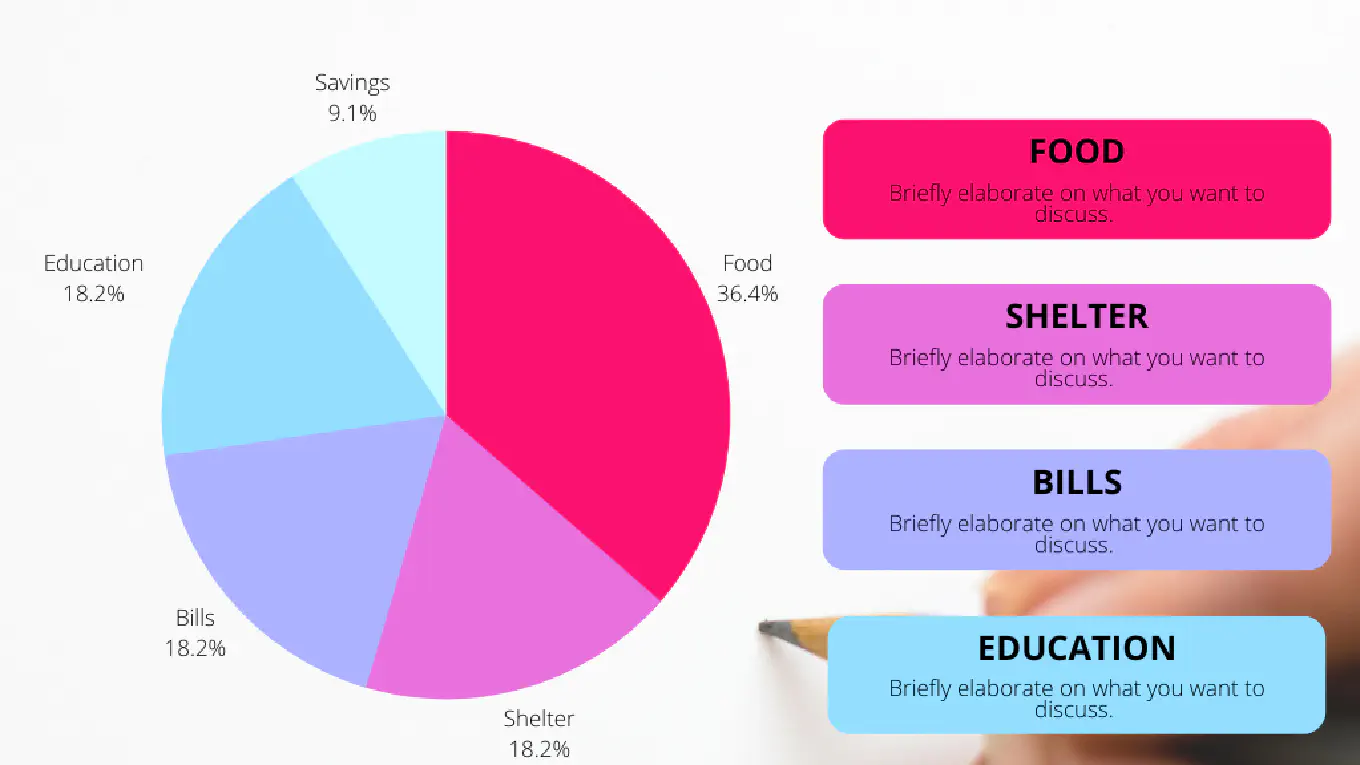 Savings
9.1%
Education
18.2%
Food
36.4%
Bills
18.2%
Shelter
18.2%
FOOD
Briefly elaborate on what you want to
discuss.
SHELTER
Briefly elaborate on what you want to
discuss.
BILLS
Briefly elaborate on what you want to
discuss.
EDUCATION
Briefly elaborate on what you want to
discuss.